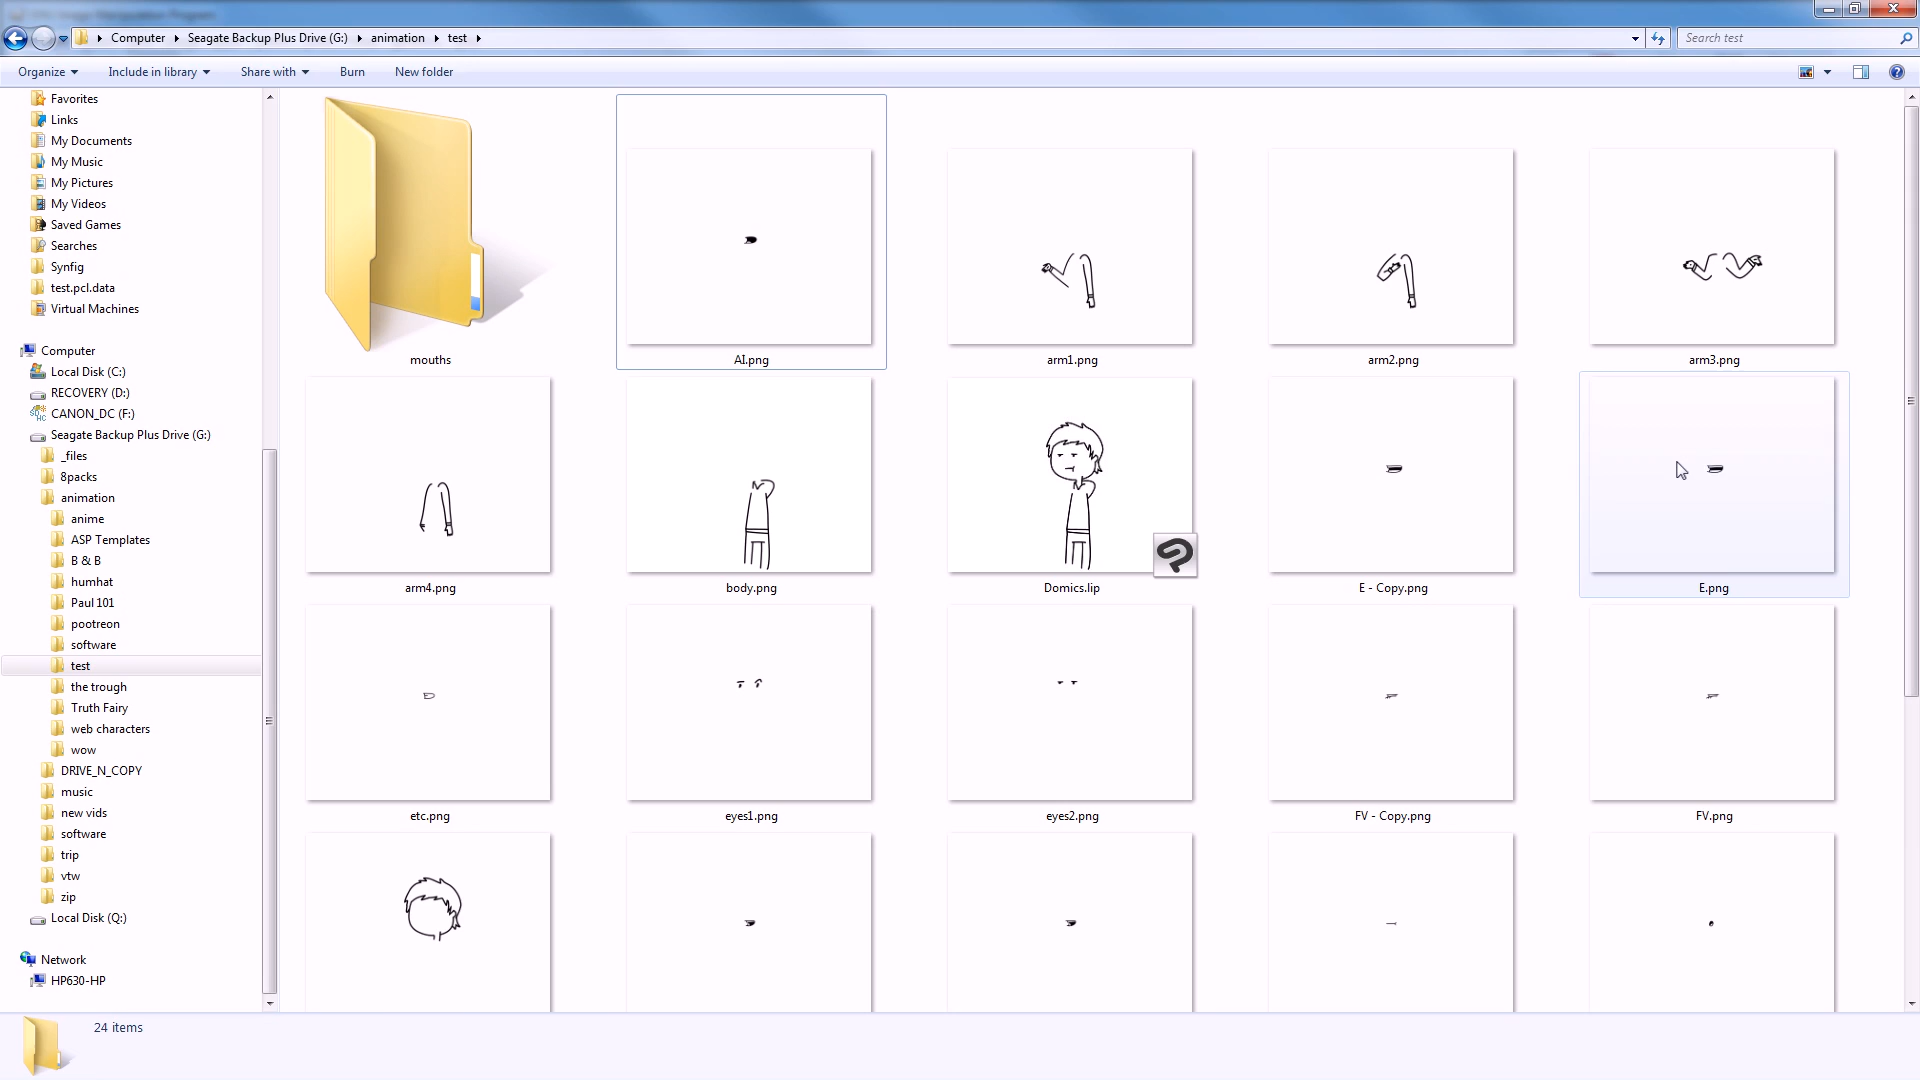 Computer Seagate Backup Plus Drive (G:) animation test
Search test
Organize Include in library Share with Burn New folder
Favorites
Links
My Documents
My Music
My Pictures
My Videos
Saved Games
Searches
Synfig
test.pcl.data
Virtual Machines
Computer
Local Disk (C:)
RECOVERY (D:)
CANON_DC (F:)
Seagate Backup Plus Drive (G:)
_files
8packs
animation
anime
ASP Templates
B & B
humhat
Paul 101
pootreon
software
test
the trough
Truth Fairy
web characters
wow
DRIVE_N_COPY
music
new vids
software
trip
vtw
zip
Local Disk (Q:)
Network
HP630-HP
mouths
AI.png
arm1.png
arm2.png
arm3.png
arm4.png
body.png
Domics.lip
E - Copy.png
E.png
etc.png
eyes1.png
eyes2.png
FV - Copy.png
FV.png
24 items